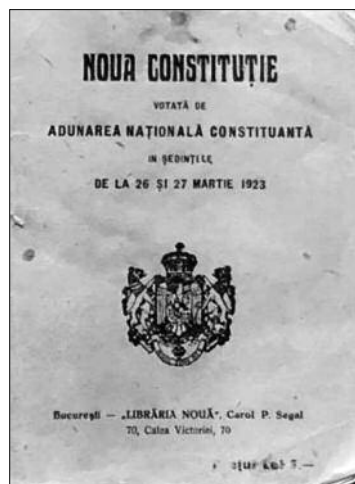 NOUA CONSTITUȚIE
VOTATĂ DE
ADUNAREA NAȚIONALĂ CONSTITUANTĂ
IN ȘEDINȚELE
DE LA 26 ȘI 27 MARTIE 1923
București — „LIBRĂRIA NOUĂ", Carol P. Segal
70, Calea Victoriei, 70